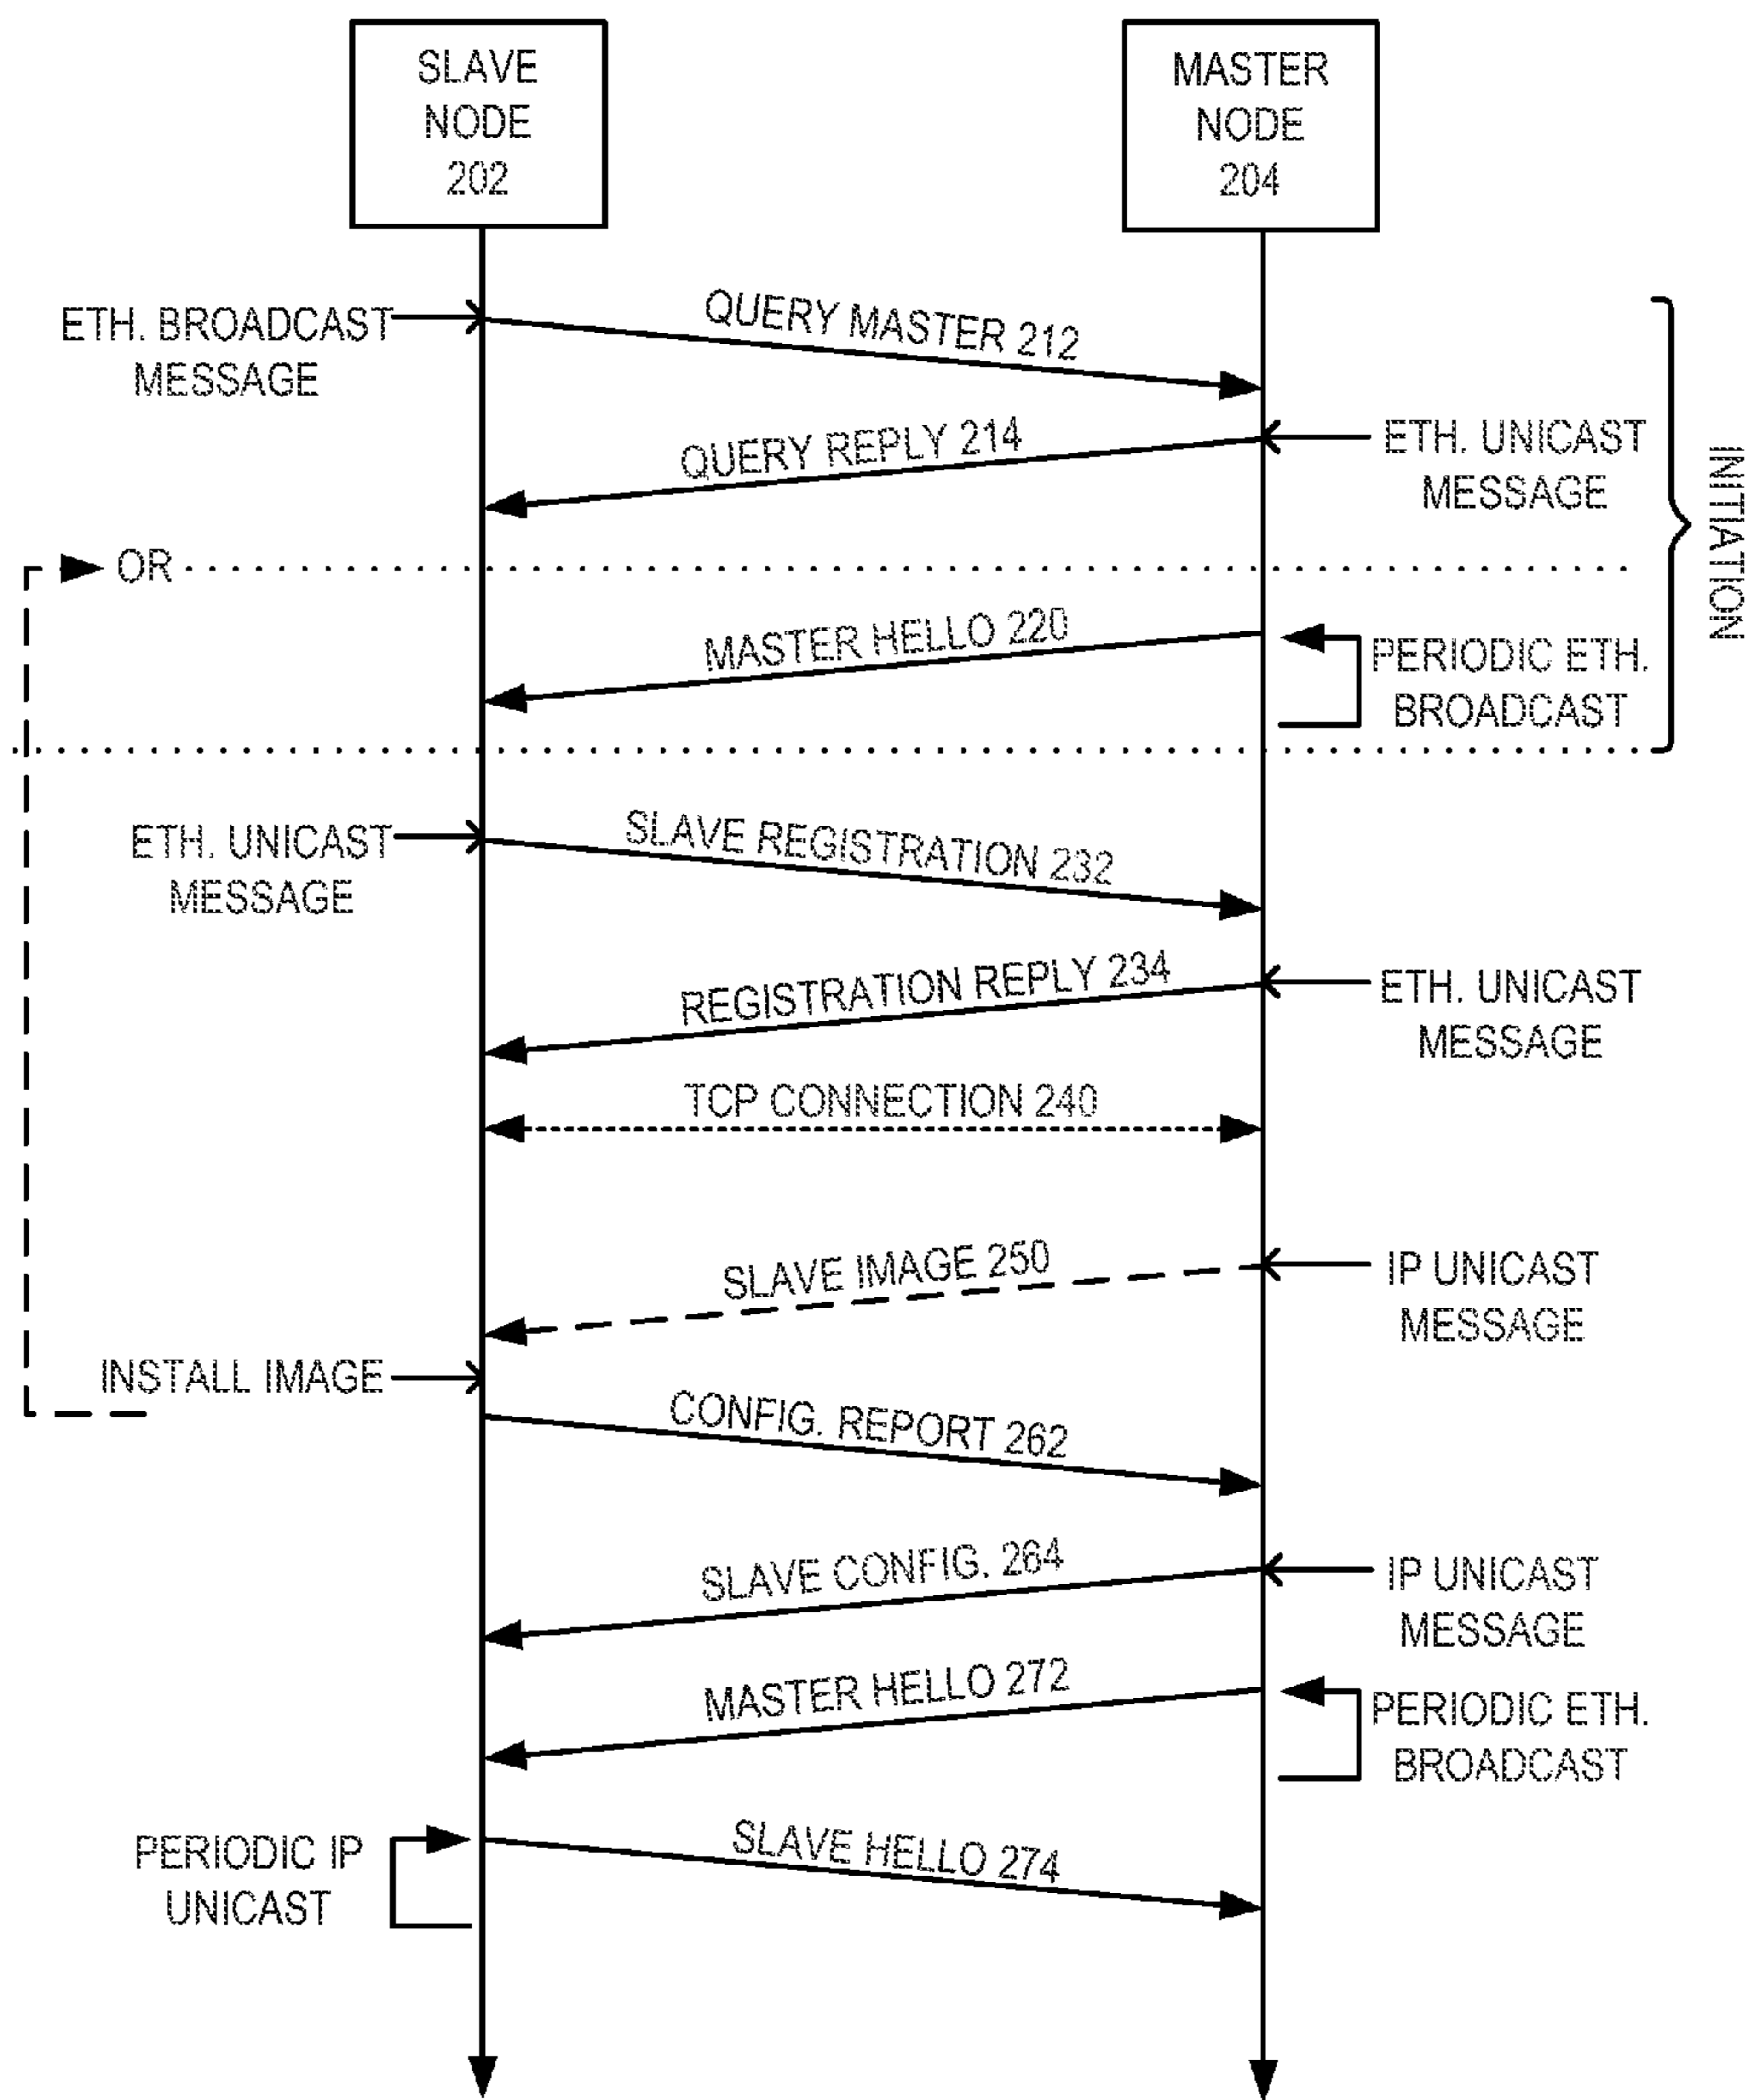 SLAVE
NODE
202
MASTER
NODE
204
ETH. BROADCAST
MESSAGE
QUERY MASTER 212
QUERY REPLY 214
ETH. UNICAST
MESSAGE
INITIATION
OR
MASTER HELLO 220
PERIODIC ETH.
BROADCAST
ETH. UNICAST
MESSAGE
SLAVE REGISTRATION 232
REGISTRATION REPLY 234
ETH. UNICAST
MESSAGE
TCP CONNECTION 240
SLAVE IMAGE 250
IP UNICAST
MESSAGE
INSTALL IMAGE
CONFIG. REPORT 262
SLAVE CONFIG. 264
IP UNICAST
MESSAGE
MASTER HELLO 272
PERIODIC ETH.
BROADCAST
PERIODIC IP
UNICAST
SLAVE HELLO 274